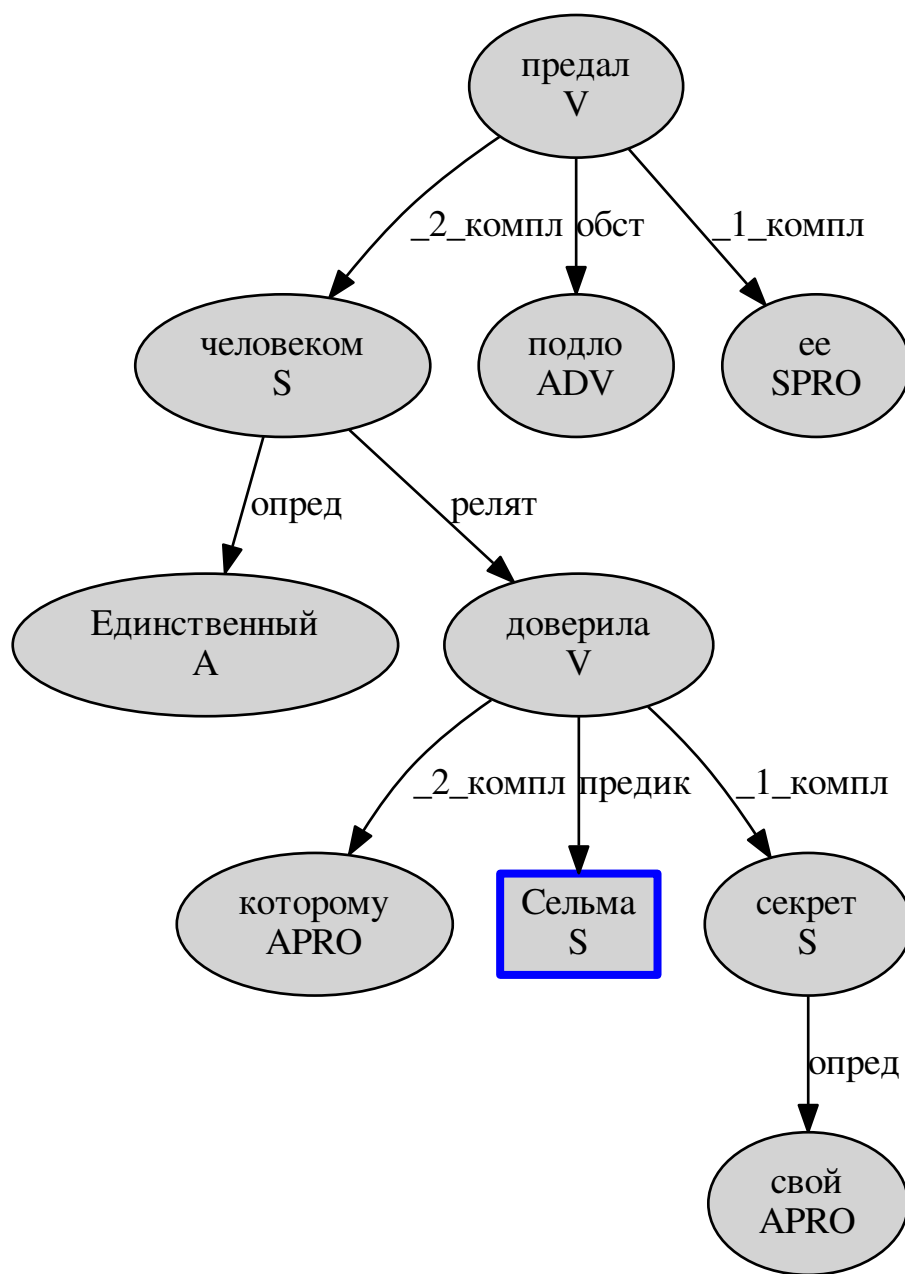 предал
V
_2_компл
обст
_1_компл
человеком
S
подло
ADV
ее
SPRO
опред
релят
Единственный
A
доверила
V
_2_компл
предик
_1_компл
которому
APRO
Сельма
S
секрет
S
опред
свой
APRO